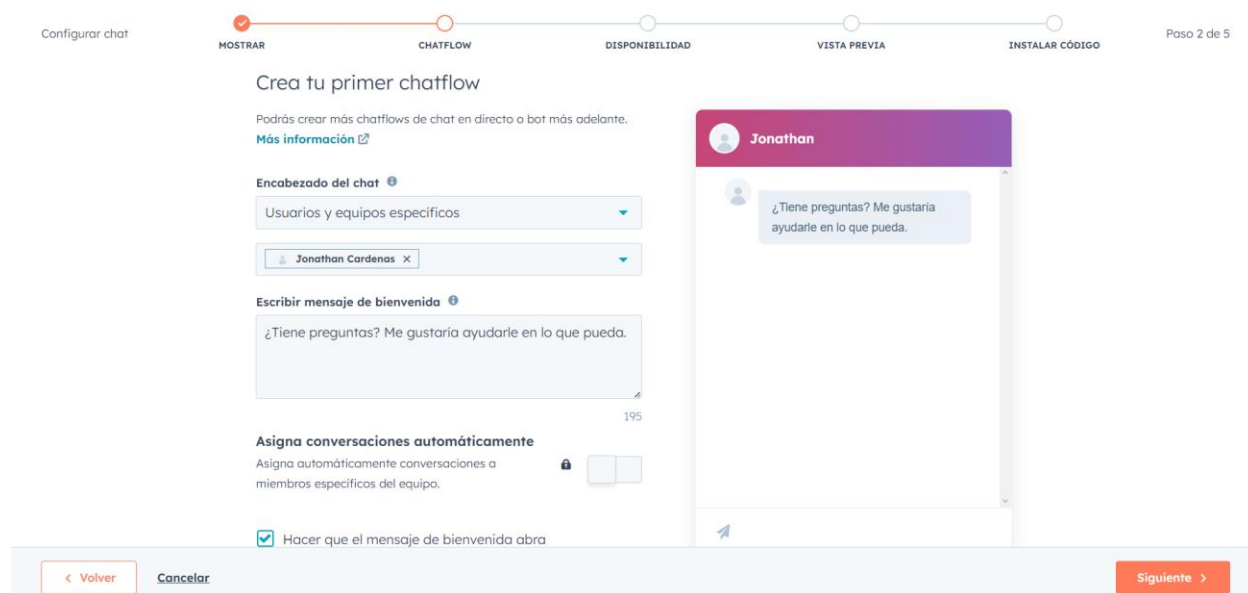 Configurar chat
MOSTRAR
CHATFLOW
DISPONIBILIDAD
VISTA PREVIA
INSTALAR CÓDIGO
Paso 2 de 5
Crea tu primer chatflow
Podrás crear más chatflows de chat en directo o bot más adelante.
Más información
Encabezado del chat
Usuarios y equipos específicos
Jonathan Cardenas
Escribir mensaje de bienvenida
¿Tiene preguntas? Me gustaría ayudarle en lo que pueda.
195
Asigna conversaciones automáticamente
Asigna automáticamente conversaciones a
miembros específicos del equipo.
Hacer que el mensaje de bienvenida abra
Jonathan
¿Tiene preguntas? Me gustaría
ayudarle en lo que pueda.
Volver
Cancelar
Siguiente